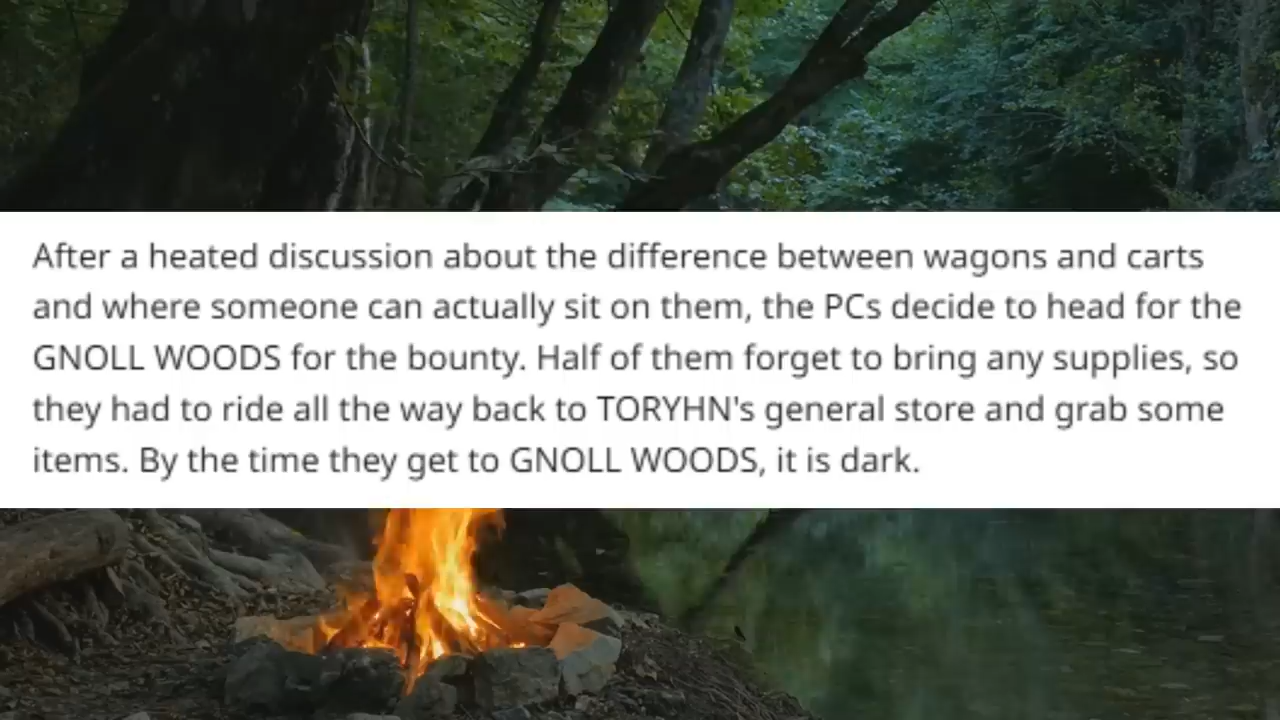 After a heated discussion about the difference between wagons and carts
and where someone can actually sit on them, the PCs decide to head for the
GNOLL WOODS for the bounty. Half of them forget to bring any supplies, so
they had to ride all the way back to TORYHN's general store and grab some
items. By the time they get to GNOLL WOODS, it is dark.